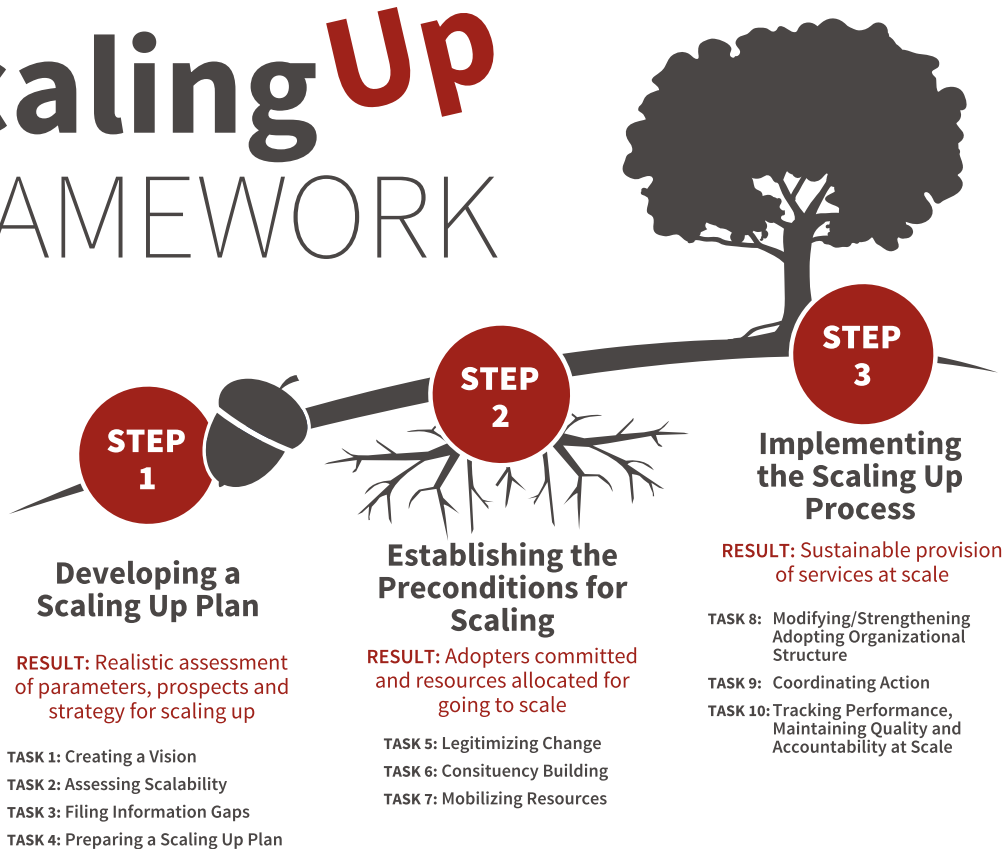 caling Up
AMEWORK
STEP
1
Developing a
Scaling Up Plan
RESULT: Realistic assessment
of parameters, prospects and
strategy for scaling up
TASK 1: Creating a Vision
TASK 2: Assessing Scalability
TASK 3: Filing Information Gaps
TASK 4: Preparing a Scaling Up Plan
STEP
2
Establishing the
Preconditions for
Scaling
RESULT: Adopters committed
and resources allocated for
going to scale
TASK 5: Legitimizing Change
TASK 6: Consituency Building
TASK 7: Mobilizing Resources
STEP
3
Implementing
the Scaling Up
Process
RESULT: Sustainable provision
of services at scale
TASK 8: Modifying/Strengthening
Adopting Organizational
Structure
TASK 9: Coordinating Action
TASK 10: Tracking Performance,
Maintaining Quality and
Accountability at Scale